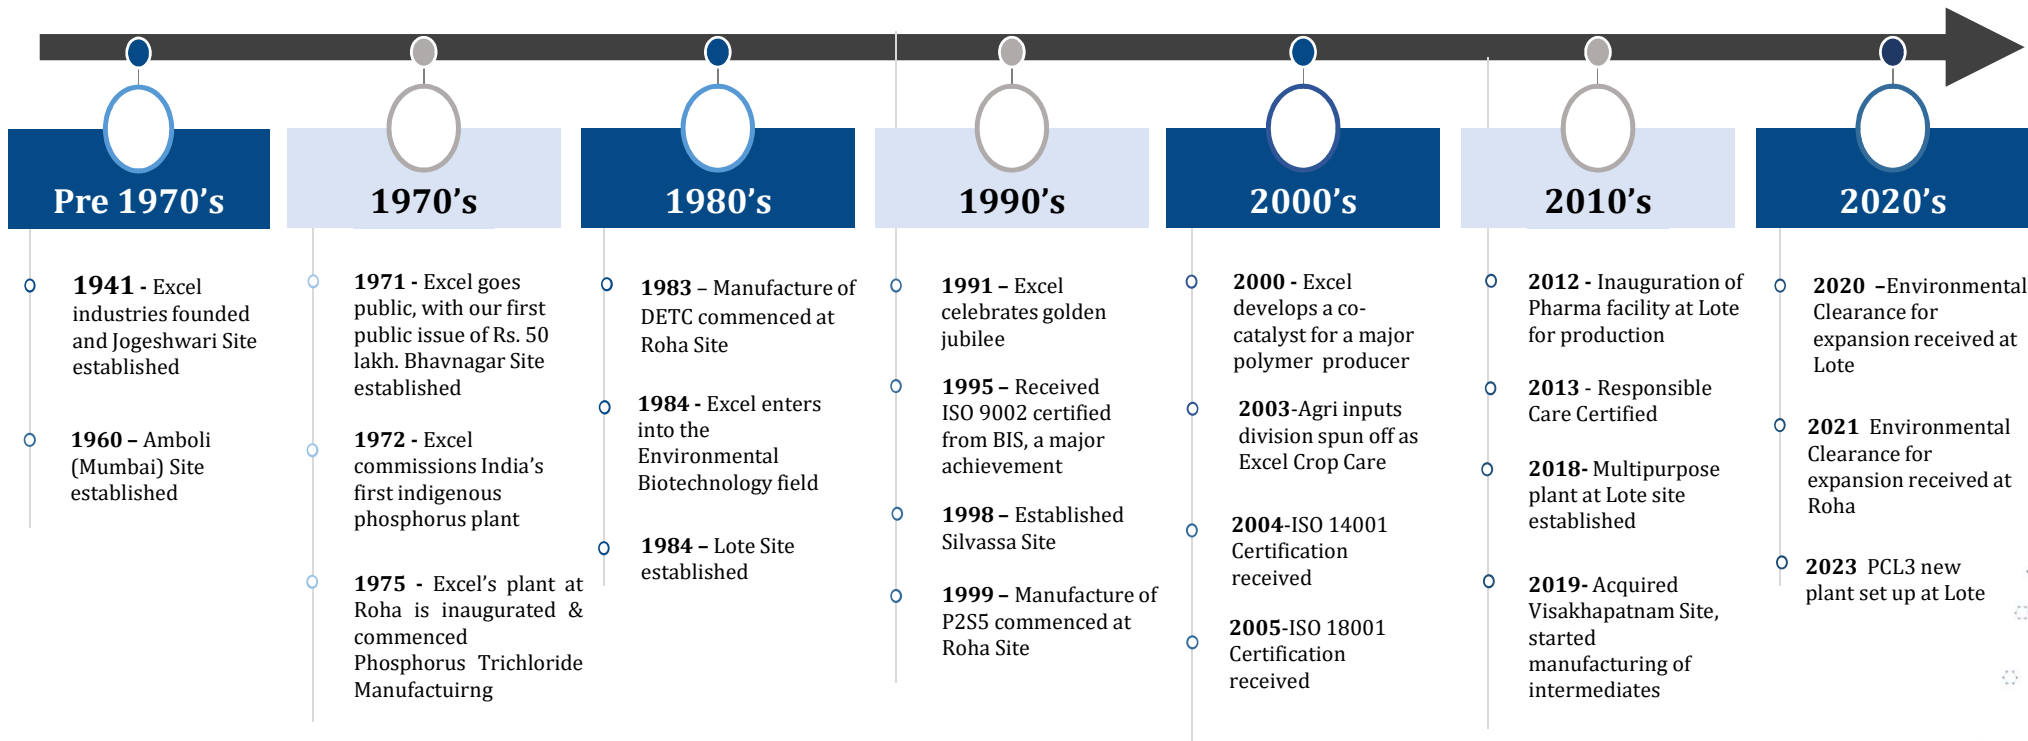 Pre 1970’s
1941 - Excel
industries founded
and Jogeshwari Site
established
1960 – Amboli
(Mumbai) Site
established
1970’s
1971 - Excel goes
public, with our first
public issue of Rs. 50
lakh. Bhavnagar Site
established
1972 - Excel
commissions India’s
first indigenous
phosphorus plant
1975 - Excel’s plant at
Roha is inaugurated &
commenced
Phosphorus Trichloride
Manufactuirng
1980’s
1983 – Manufacture of
DETC commenced at
Roha Site
1984 - Excel enters
into the
Environmental
Biotechnology field
1984 – Lote Site
established
1990’s
1991 – Excel
celebrates golden
jubilee
1995 – Received
ISO 9002 certified
from BIS, a major
achievement
1998 – Established
Silvassa Site
1999 – Manufacture of
P2S5 commenced at
Roha Site
2000’s
2000 - Excel
develops a co-
catalyst for a major
polymer producer
2003-Agri inputs
division spun off as
Excel Crop Care
2004-ISO 14001
Certification
received
2005-ISO 18001
Certification
received
2010’s
2012 - Inauguration of
Pharma facility at Lote
for production
2013 - Responsible
Care Certified
2018- Multipurpose
plant at Lote site
established
2019- Acquired
Visakhapatnam Site,
started
manufacturing of
intermediates
2020’s
2020 –Environmental
Clearance for
expansion received at
Lote
2021 Environmental
Clearance for
expansion received at
Roha
2023 PCL3 new
plant set up at Lote